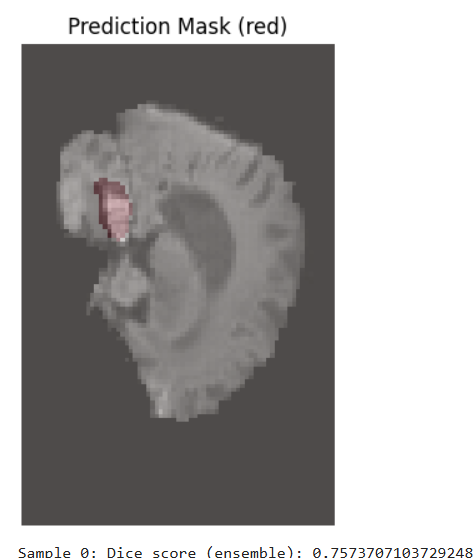 Prediction Mask (red)
Sample 0: Dice score (ensemble): 0.7573707103729248